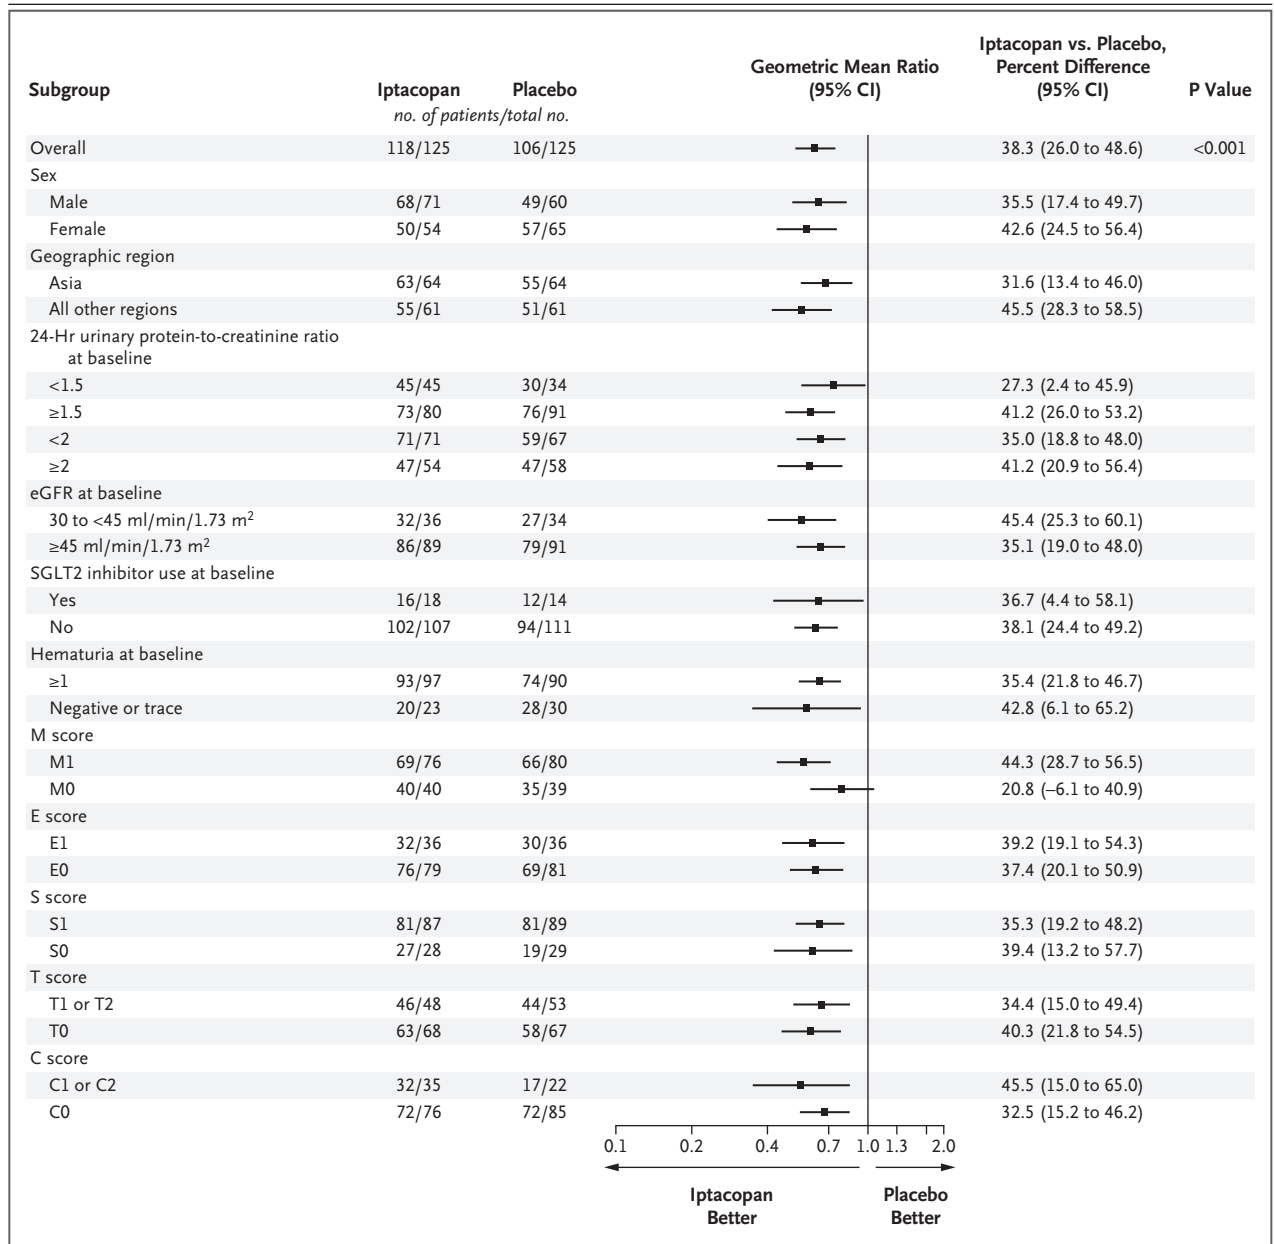 Subgroup Iptacopan Placebo Geometric Mean Ratio (95% CI) Iptacopan vs. Placebo, Percent Difference (95% CI) P Value
no. of patients/total no.
Overall 118/125 106/125 38.3 (26.0 to 48.6) <0.001
Sex
Male 68/71 49/60 35.5 (17.4 to 49.7)
Female 50/54 57/65 42.6 (24.5 to 56.4)
Geographic region
Asia 63/64 55/64 31.6 (13.4 to 46.0)
All other regions 55/61 51/61 45.5 (28.3 to 58.5)
24-Hr urinary protein-to-creatinine ratio
at baseline
<1.5 45/45 30/34 27.3 (2.4 to 45.9)
≥1.5 73/80 76/91 41.2 (26.0 to 53.2)
<2 71/71 59/67 35.0 (18.8 to 48.0)
≥2 47/54 47/58 41.2 (20.9 to 56.4)
eGFR at baseline
30 to <45 ml/min/1.73 m² 32/36 27/34 45.4 (25.3 to 60.1)
≥45 ml/min/1.73 m² 86/89 79/91 35.1 (19.0 to 48.0)
SGLT2 inhibitor use at baseline
Yes 16/18 12/14 36.7 (4.4 to 58.1)
No 102/107 94/111 38.1 (24.4 to 49.2)
Hematuria at baseline
≥1 93/97 74/90 35.4 (21.8 to 46.7)
Negative or trace 20/23 28/30 42.8 (6.1 to 65.2)
M score
M1 69/76 66/80 44.3 (28.7 to 56.5)
M0 40/40 35/39 20.8 (–6.1 to 40.9)
E score
E1 32/36 30/36 39.2 (19.1 to 54.3)
E0 76/79 69/81 37.4 (20.1 to 50.9)
S score
S1 81/87 81/89 35.3 (19.2 to 48.2)
S0 27/28 19/29 39.4 (13.2 to 57.7)
T score
T1 or T2 46/48 44/53 34.4 (15.0 to 49.4)
T0 63/68 58/67 40.3 (21.8 to 54.5)
C score
C1 or C2 32/35 17/22 45.5 (15.0 to 65.0)
C0 72/76 72/85 32.5 (15.2 to 46.2)
0.1 0.2 0.4 0.7 1.0 1.3 2.0
Iptacopan Placebo
Better Better